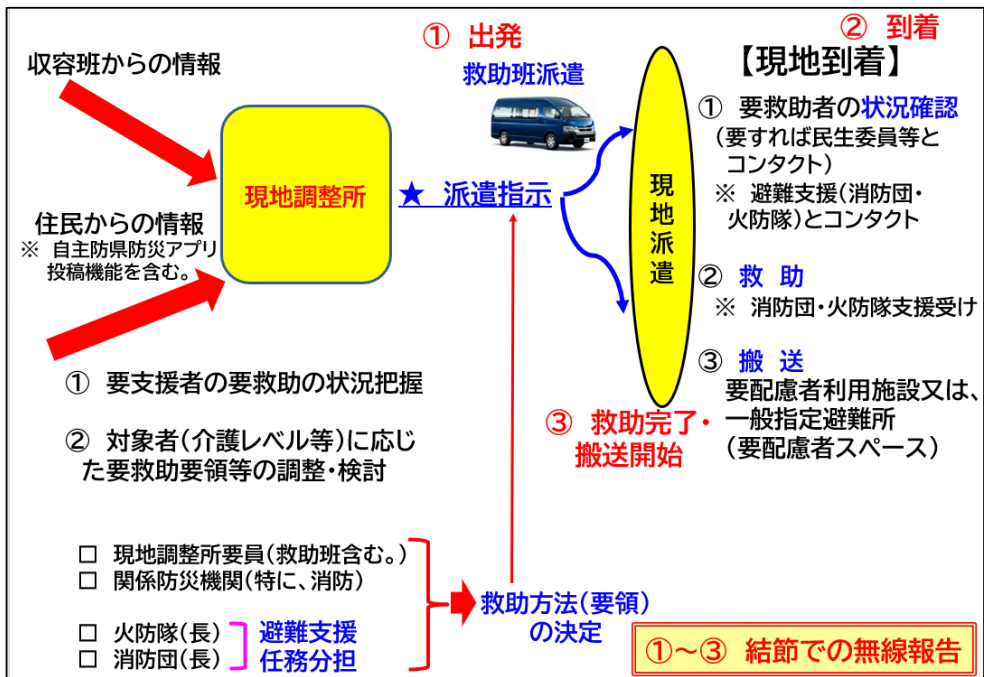 ① 出発
② 到着
収容班からの情報
救助班派遣
【現地到着】
現地調整所
★ 派遣指示
現地派遣
① 要救助者の状況確認
(要すれば民生委員等と
コンタクト)
※ 避難支援(消防団・
火防隊)とコンタクト
住民からの情報
※ 自主防県防災アプリ
投稿機能を含む。
② 救 助
※ 消防団・火防隊支援受け
③ 搬 送
要配慮者利用施設又は、
一般指定避難所
(要配慮者スペース)
① 要支援者の要救助の状況把握
② 対象者(介護レベル等)に応じ
た要救助要領等の調整・検討
③ 救助完了・
搬送開始
□ 現地調整所要員(救助班含む。)
□ 関係防災機関(特に、消防)
□ 火防隊(長)
□ 消防団(長)
避難支援
任務分担
救助方法(要領)
の決定
①~③ 結節での無線報告